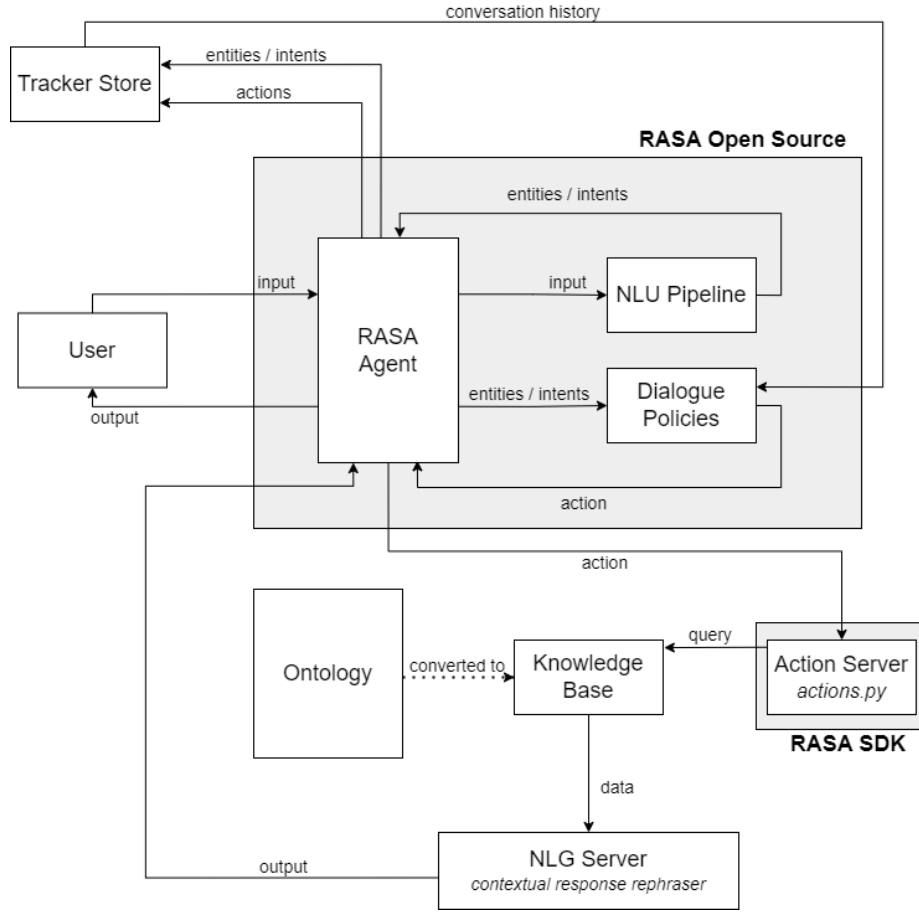 conversation history
entities / intents
Tracker Store
actions
RASA Open Source
entities / intents
input
input
NLU Pipeline
RASA
Agent
User
entities / intents
Dialogue
Policies
output
action
action
query
Ontology
converted to
Knowledge
Base
Action Server
actions.py
RASA SDK
data
output
NLG Server
contextual response rephraser